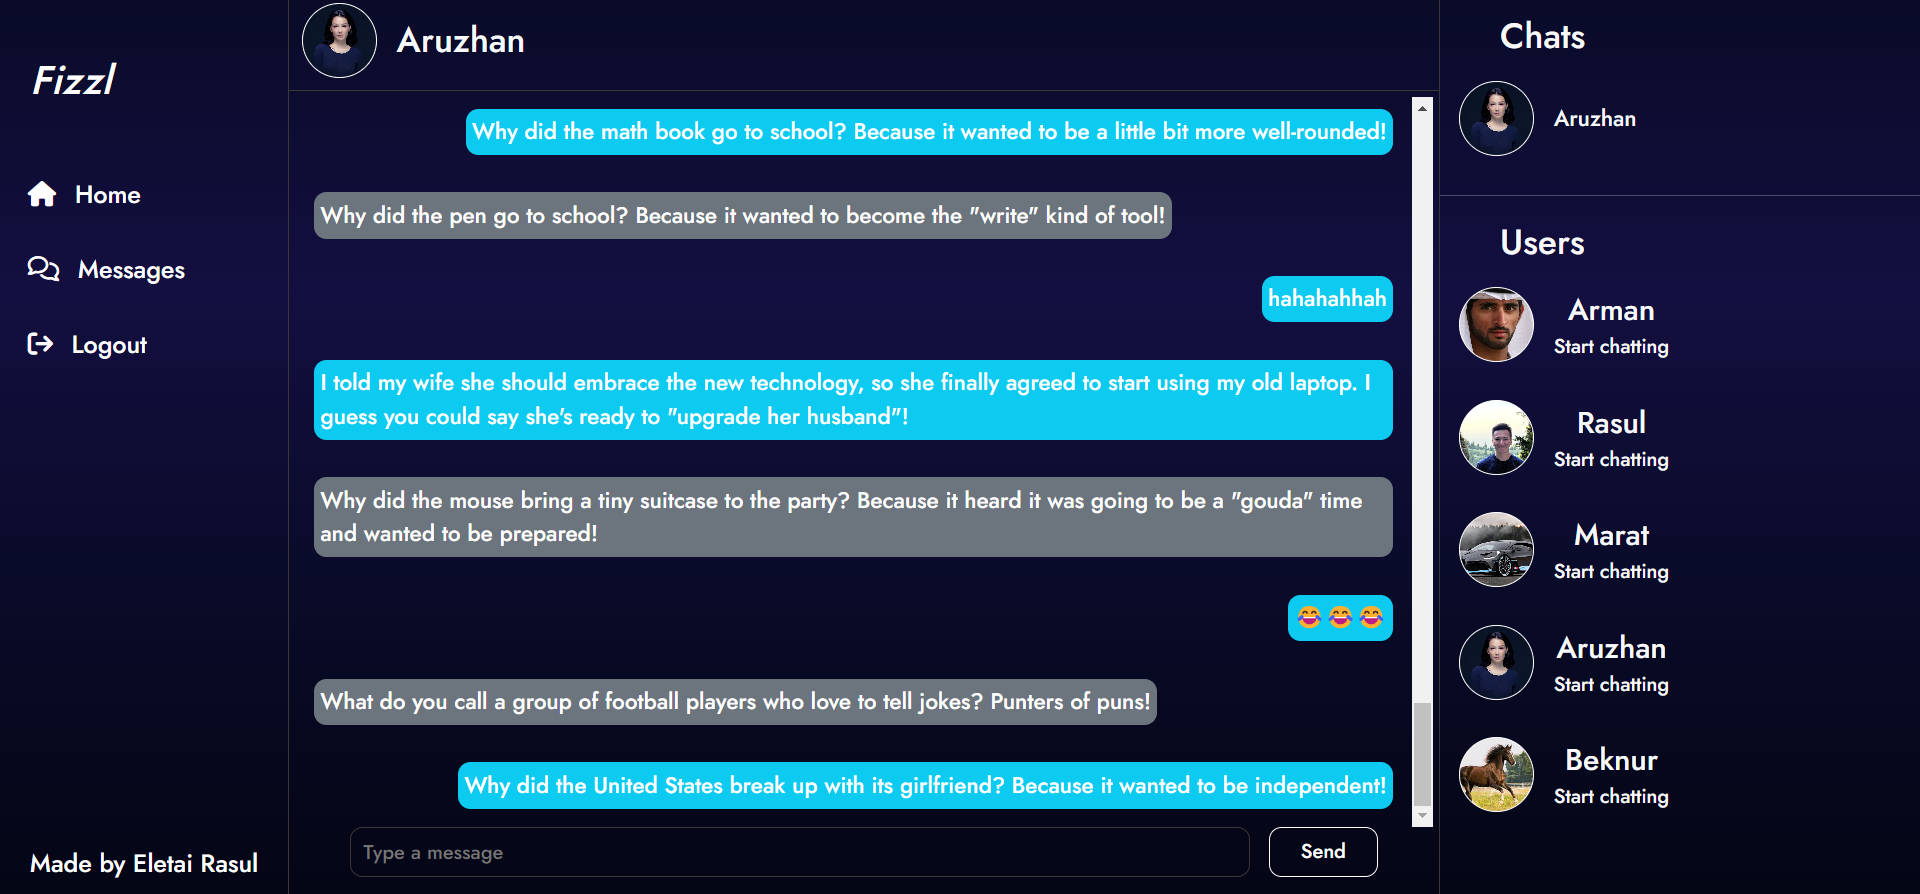 Fizzl
Home
Messages
Logout
Made by Eletai Rasul
Aruzhan
Why did the math book go to school? Because it wanted to be a little bit more well-rounded!
Why did the pen go to school? Because it wanted to become the "write" kind of tool!
hahahahhah
I told my wife she should embrace the new technology, so she finally agreed to start using my old laptop. I
guess you could say she's ready to "upgrade her husband"!
Why did the mouse bring a tiny suitcase to the party? Because it heard it was going to be a "gouda" time
and wanted to be prepared!
😂 😂 😂
What do you call a group of football players who love to tell jokes? Punters of puns!
Why did the United States break up with its girlfriend? Because it wanted to be independent!
Type a message
Send
Chats
Aruzhan
Users
Arman
Start chatting
Rasul
Start chatting
Marat
Start chatting
Aruzhan
Start chatting
Beknur
Start chatting